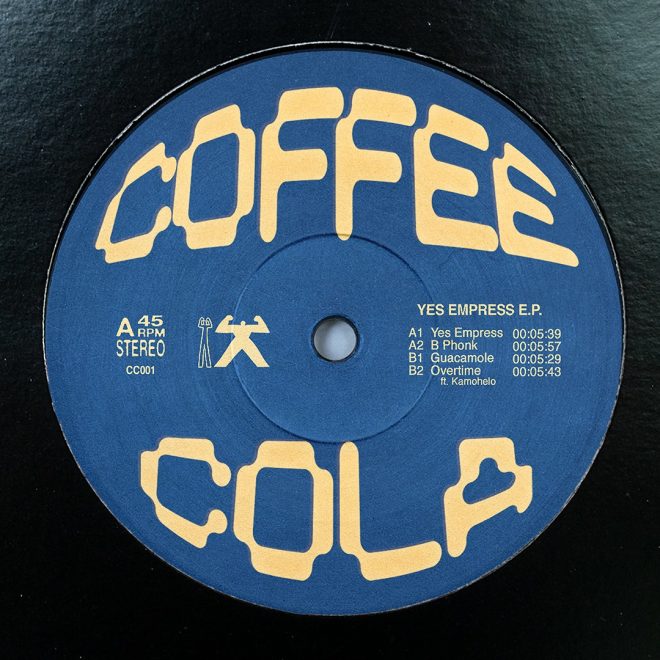 COFFEE
A 45 RPM
STEREO
CC001
YES EMPRESS E.P.
A1 Yes Empress 00:05:39
A2 B Phonk 00:05:57
B1 Guacamole 00:05:29
B2 Overtime 00:05:43
ft. Kamohelo
COLA